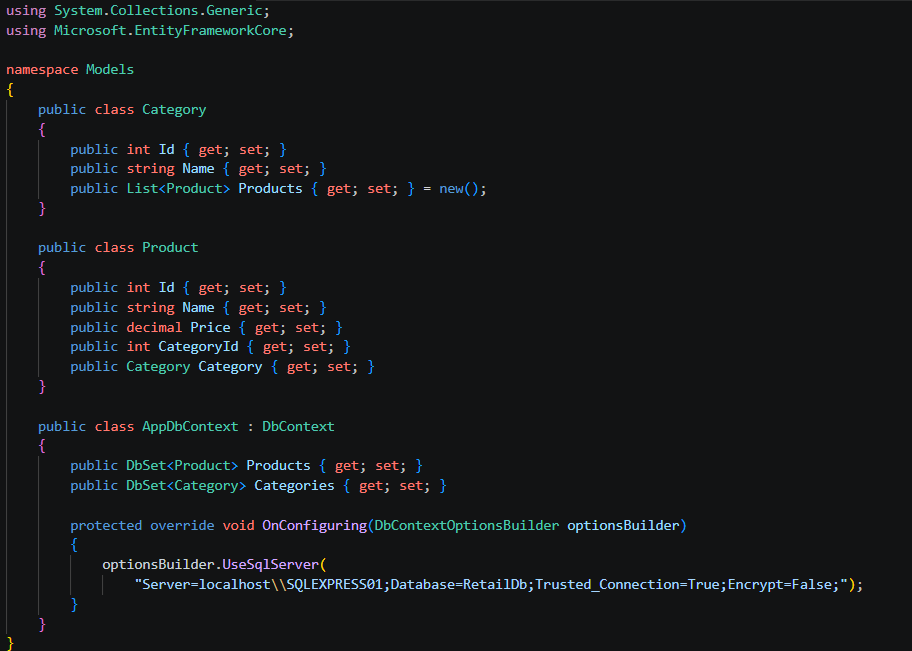 using System.Collections.Generic;
using Microsoft.EntityFrameworkCore;

namespace Models
{
    public class Category
    {
        public int Id { get; set; }
        public string Name { get; set; }
        public List<Product> Products { get; set; } = new();
    }

    public class Product
    {
        public int Id { get; set; }
        public string Name { get; set; }
        public decimal Price { get; set; }
        public int CategoryId { get; set; }
        public Category Category { get; set; }
    }

    public class AppDbContext : DbContext
    {
        public DbSet<Product> Products { get; set; }
        public DbSet<Category> Categories { get; set; }

        protected override void OnConfiguring(DbContextOptionsBuilder optionsBuilder)
        {
            optionsBuilder.UseSqlServer(
                "Server=localhost\\SQLEXPRESS01;Database=RetailDb;Trusted_Connection=True;Encrypt=False;");
        }
    }
}